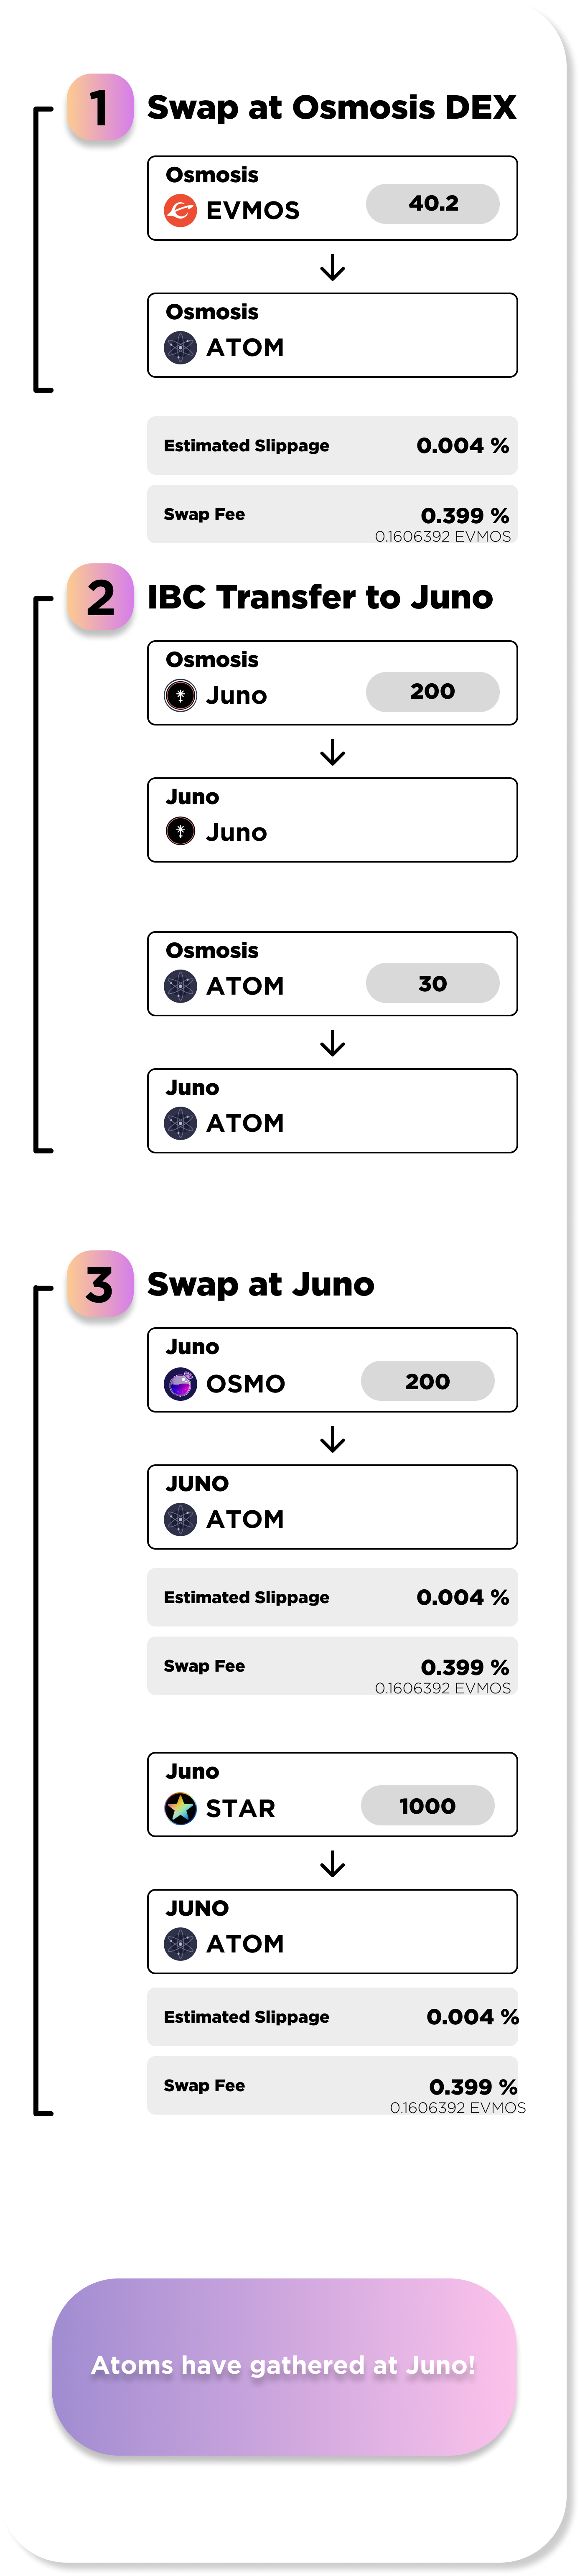 1
Swap at Osmosis DEX
Osmosis
EVMOS
40.2
Osmosis
ATOM
Estimated Slippage
0.004 %
Swap Fee
0.399 %
0.1606392 EVMOS
2
IBC Transfer to Juno
Osmosis
Juno
200
Juno
Juno
Osmosis
ATOM
30
Juno
ATOM
3
Swap at Juno
Juno
OSMO
200
JUNO
ATOM
Estimated Slippage
0.004 %
Swap Fee
0.399 %
0.1606392 EVMOS
Juno
STAR
1000
JUNO
ATOM
Estimated Slippage
0.004 %
Swap Fee
0.399 %
0.1606392 EVMOS
Atoms have gathered at Juno!